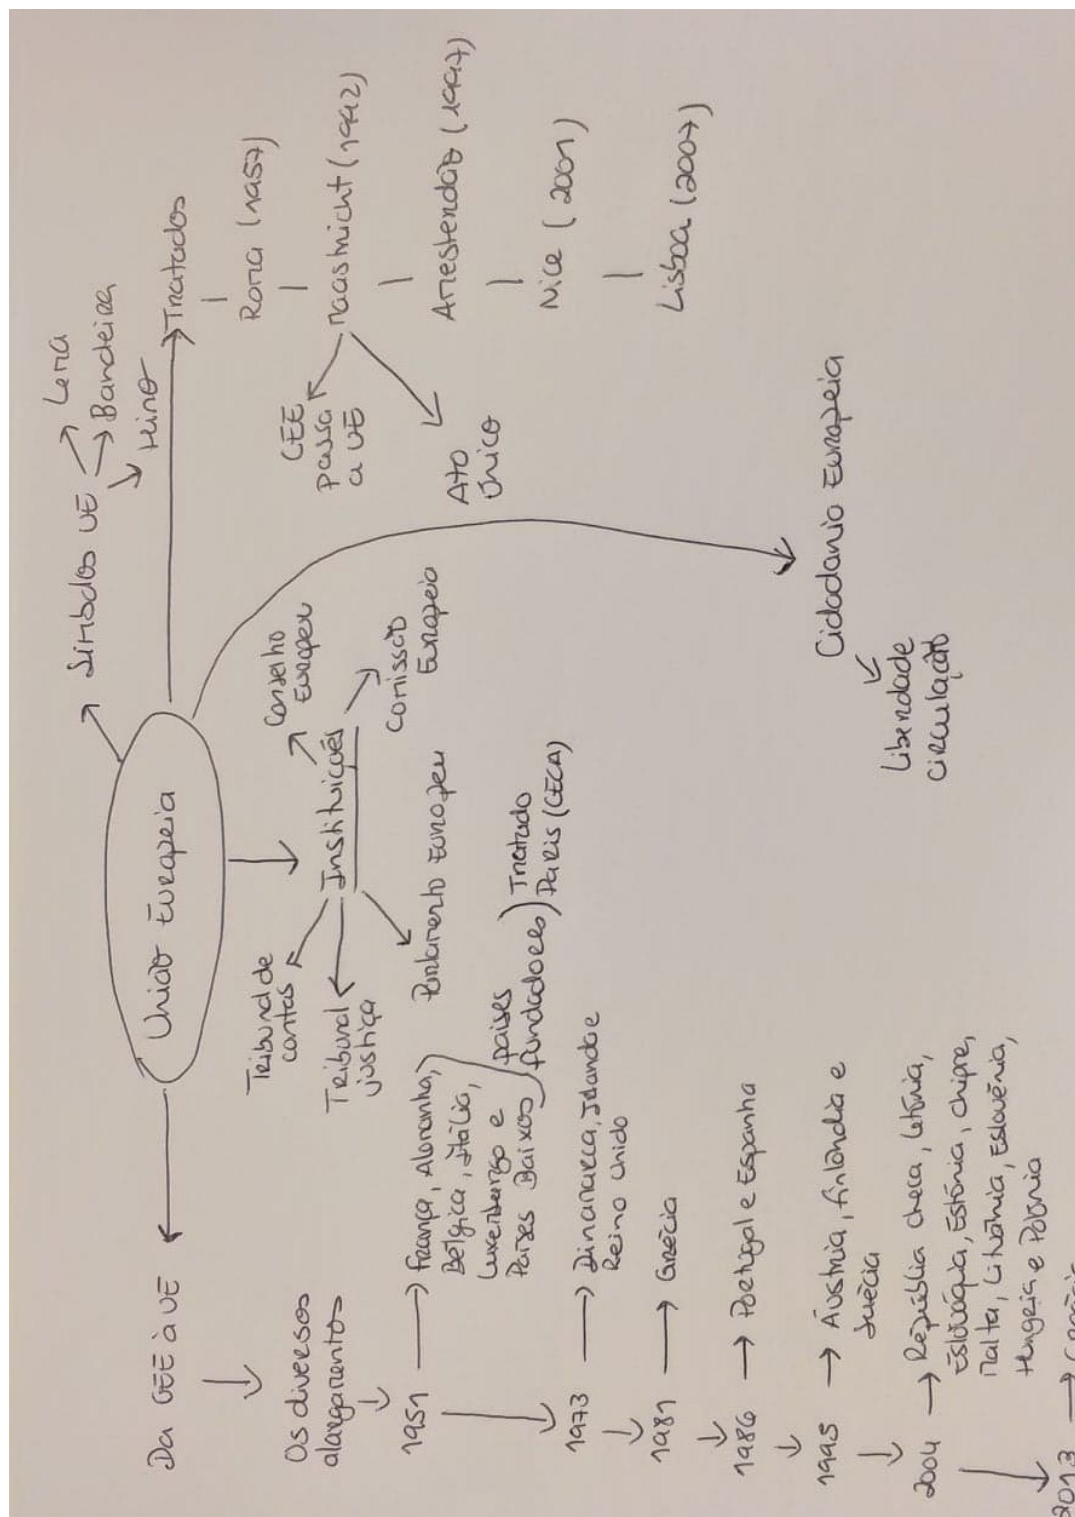 União Europeia
Símbolos UE
Lema
Bandeira
Hino
Tratados
Roma (1957)
Maastricht (1992)
CEE
passa
a UE
Ato
Único
Amesterdão (1997)
Nice (2001)
Lisboa (2007)
Cidadania Europeia
Liberdade
circulação
Instituições
Conselho
Europeu
Comissão
Europeia
Parlamento Europeu
Tribunal
justiça
Tribunal de
contas
Da CEE à UE
Os diversos
alargamentos
1951
França, Alemanha,
Bélgica, Itália,
Luxemburgo e
Países Baixos
países
fundadores
Tratado
Paris (CECA)
1973
Dinamarca, Irlanda e
Reino Unido
1981
Grécia
1986
Portugal e Espanha
1995
Áustria, Finlândia e
Suécia
2004
República checa, Letónia,
Eslováquia, Estónia, chipre,
Malta, Lituânia, Eslovénia,
Hungria e Polónia
2013
Croácia